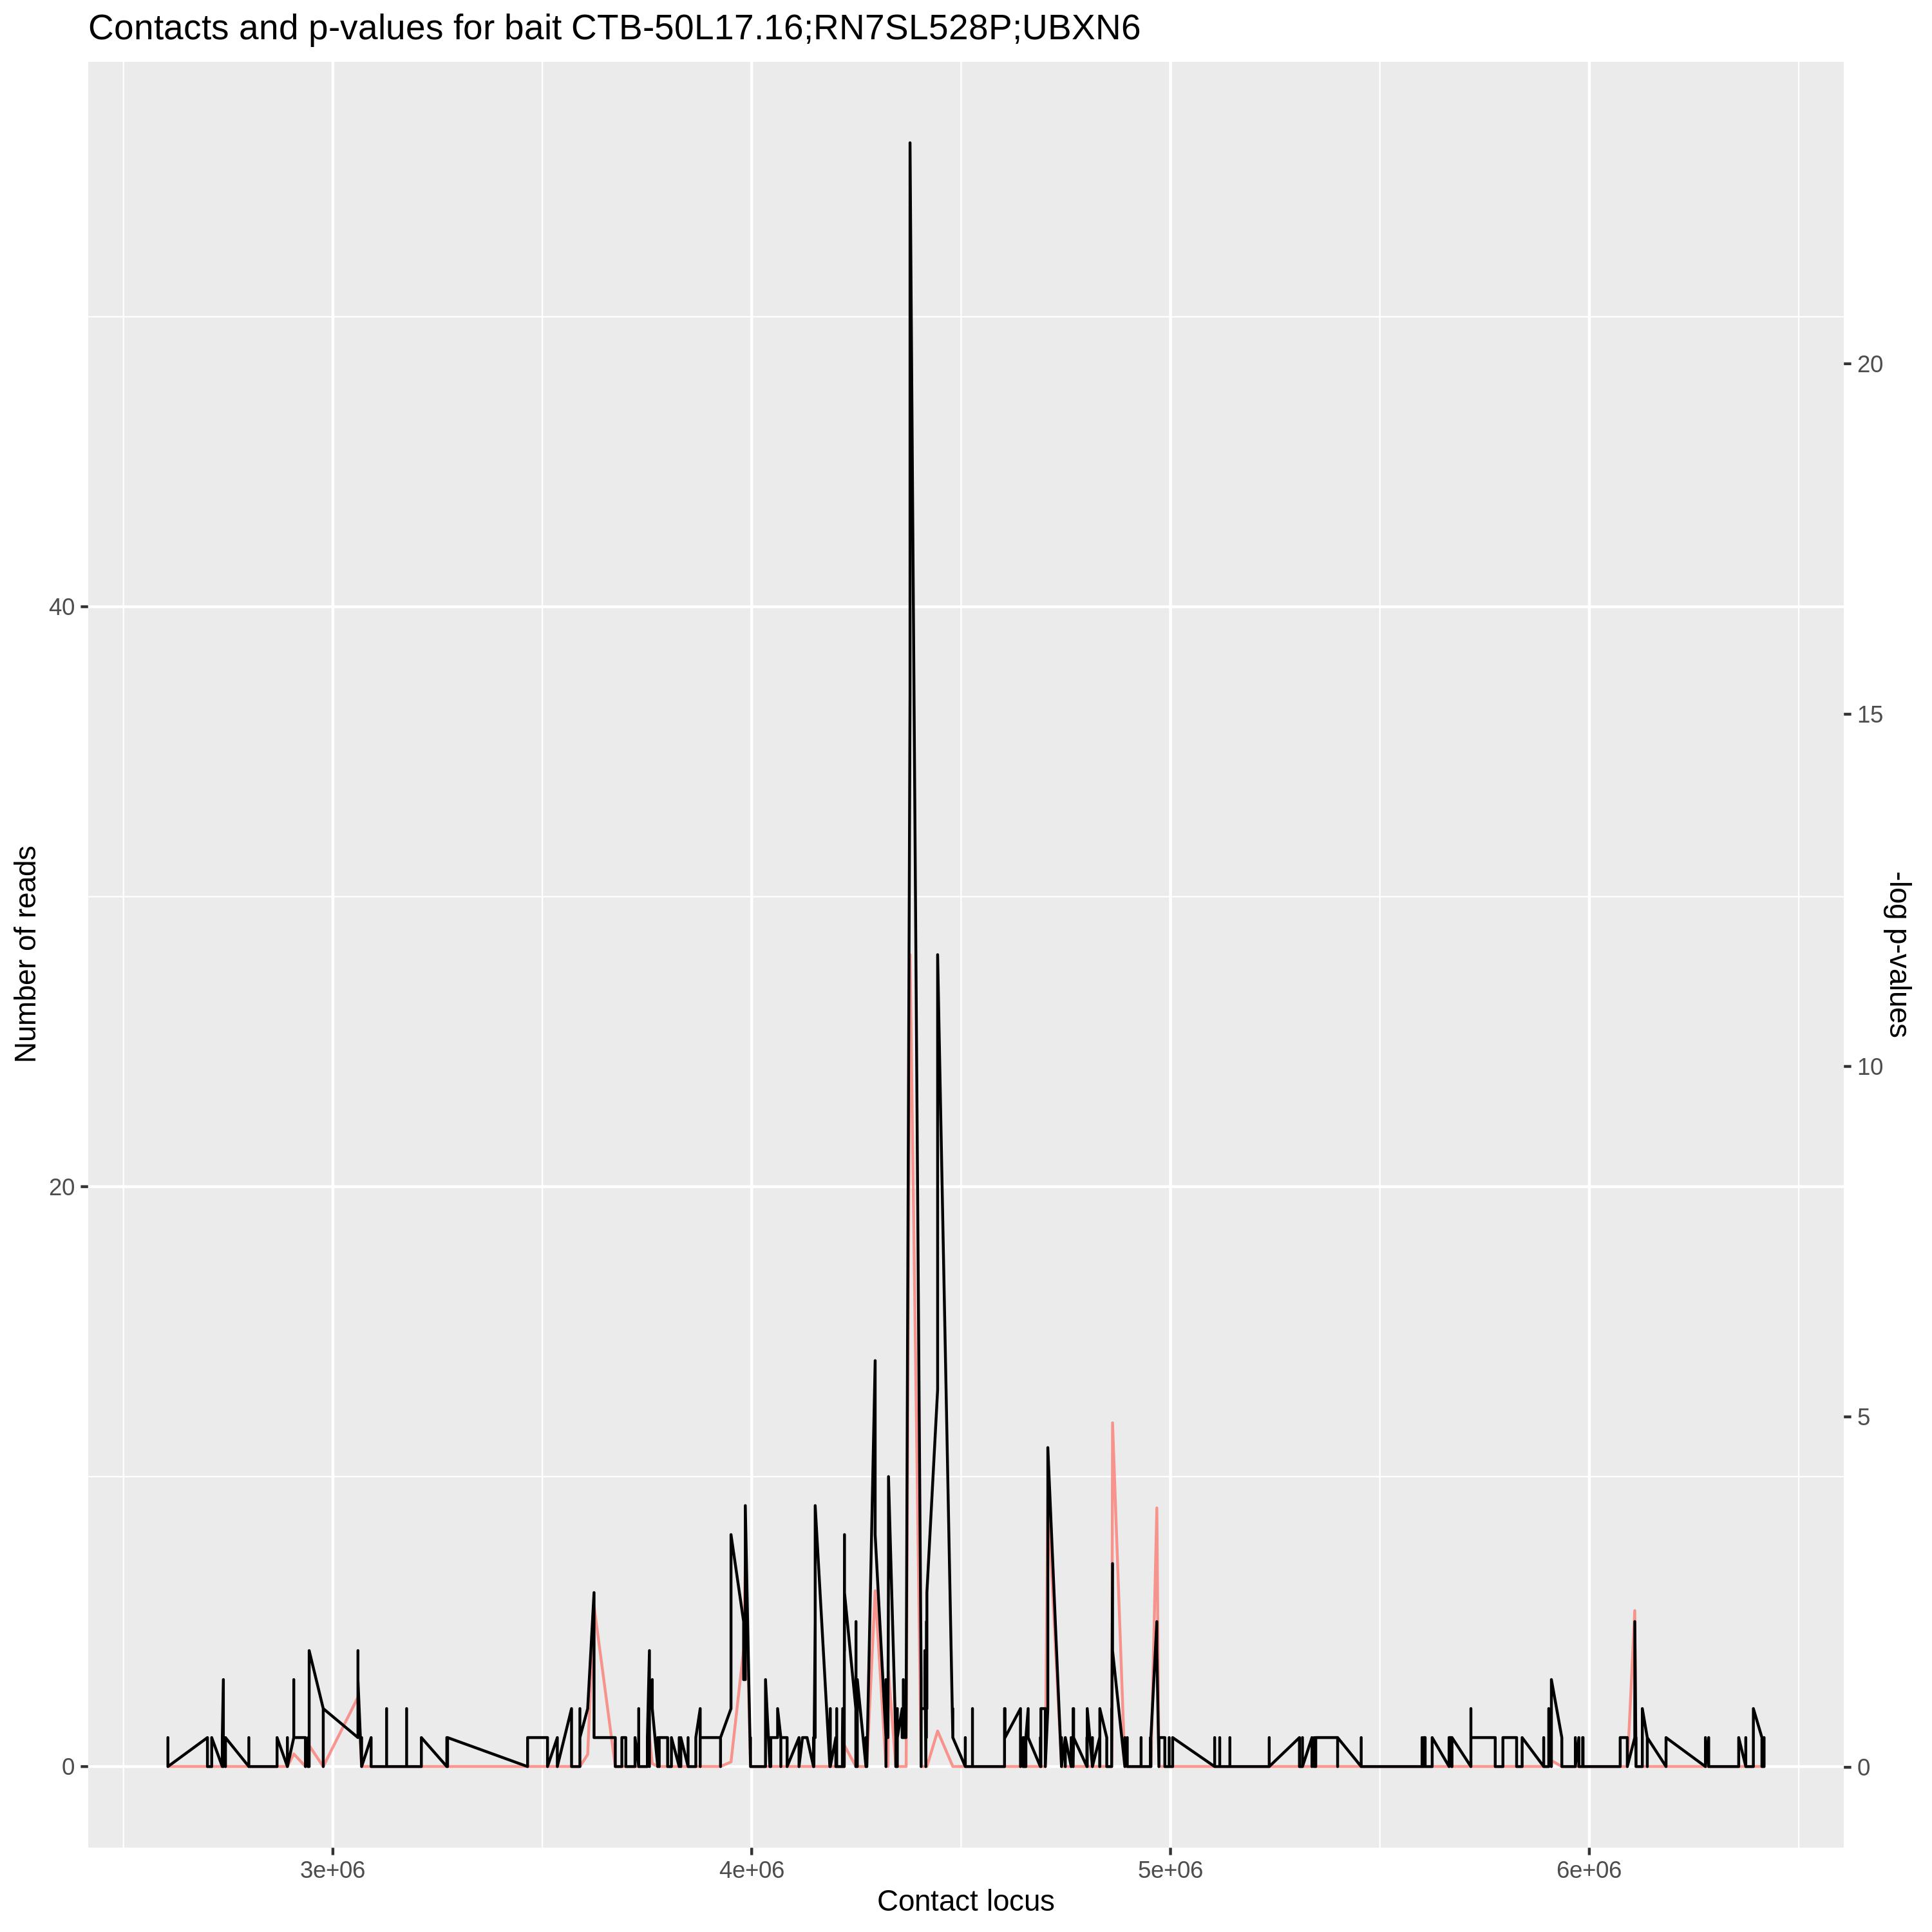 Contacts and p-values for bait CTB-50L17.16;RN7SL528P;UBXN6
Number of reads
40
20
0
20
15
10
5
0
-log p-values
3e+06 4e+06 5e+06 6e+06
Contact locus